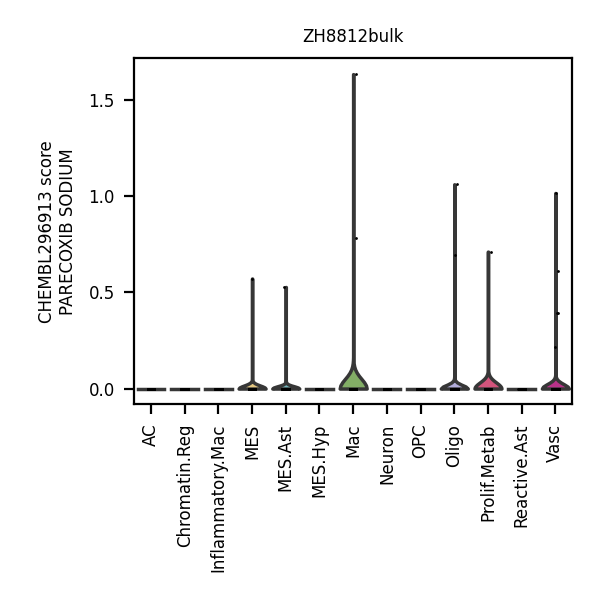 ZH8812bulk
CHEMBL296913 score
PARECOXIB SODIUM
1.5
1.0
0.5
0.0
AC
Chromatin.Reg
Inflammatory.Mac
MES
MES.Ast
MES.Hyp
Mac
Neuron
OPC
Oligo
Prolif.Metab
Reactive.Ast
Vasc